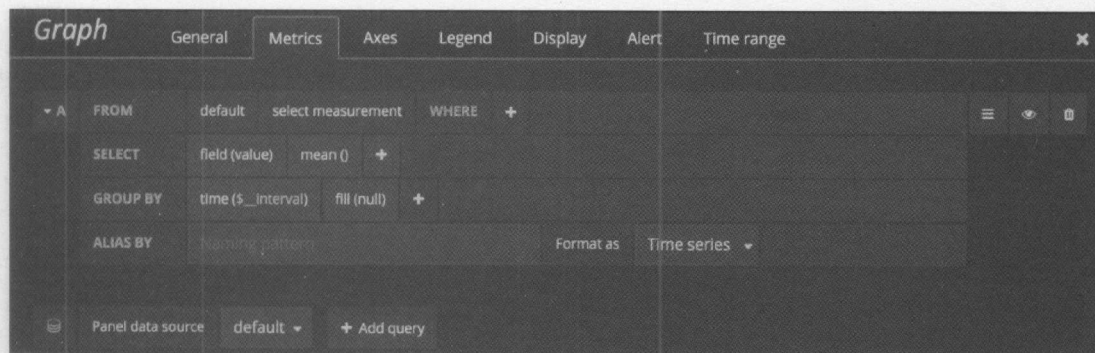 Graph General Metrics Axes Legend Display Alert Time range ×
A FROM default select measurement WHERE +
SELECT field (value) mean () +
GROUP BY time ($__interval) fill (null) +
ALIAS BY Naming pattern Format as Time series
Panel data source default + Add query